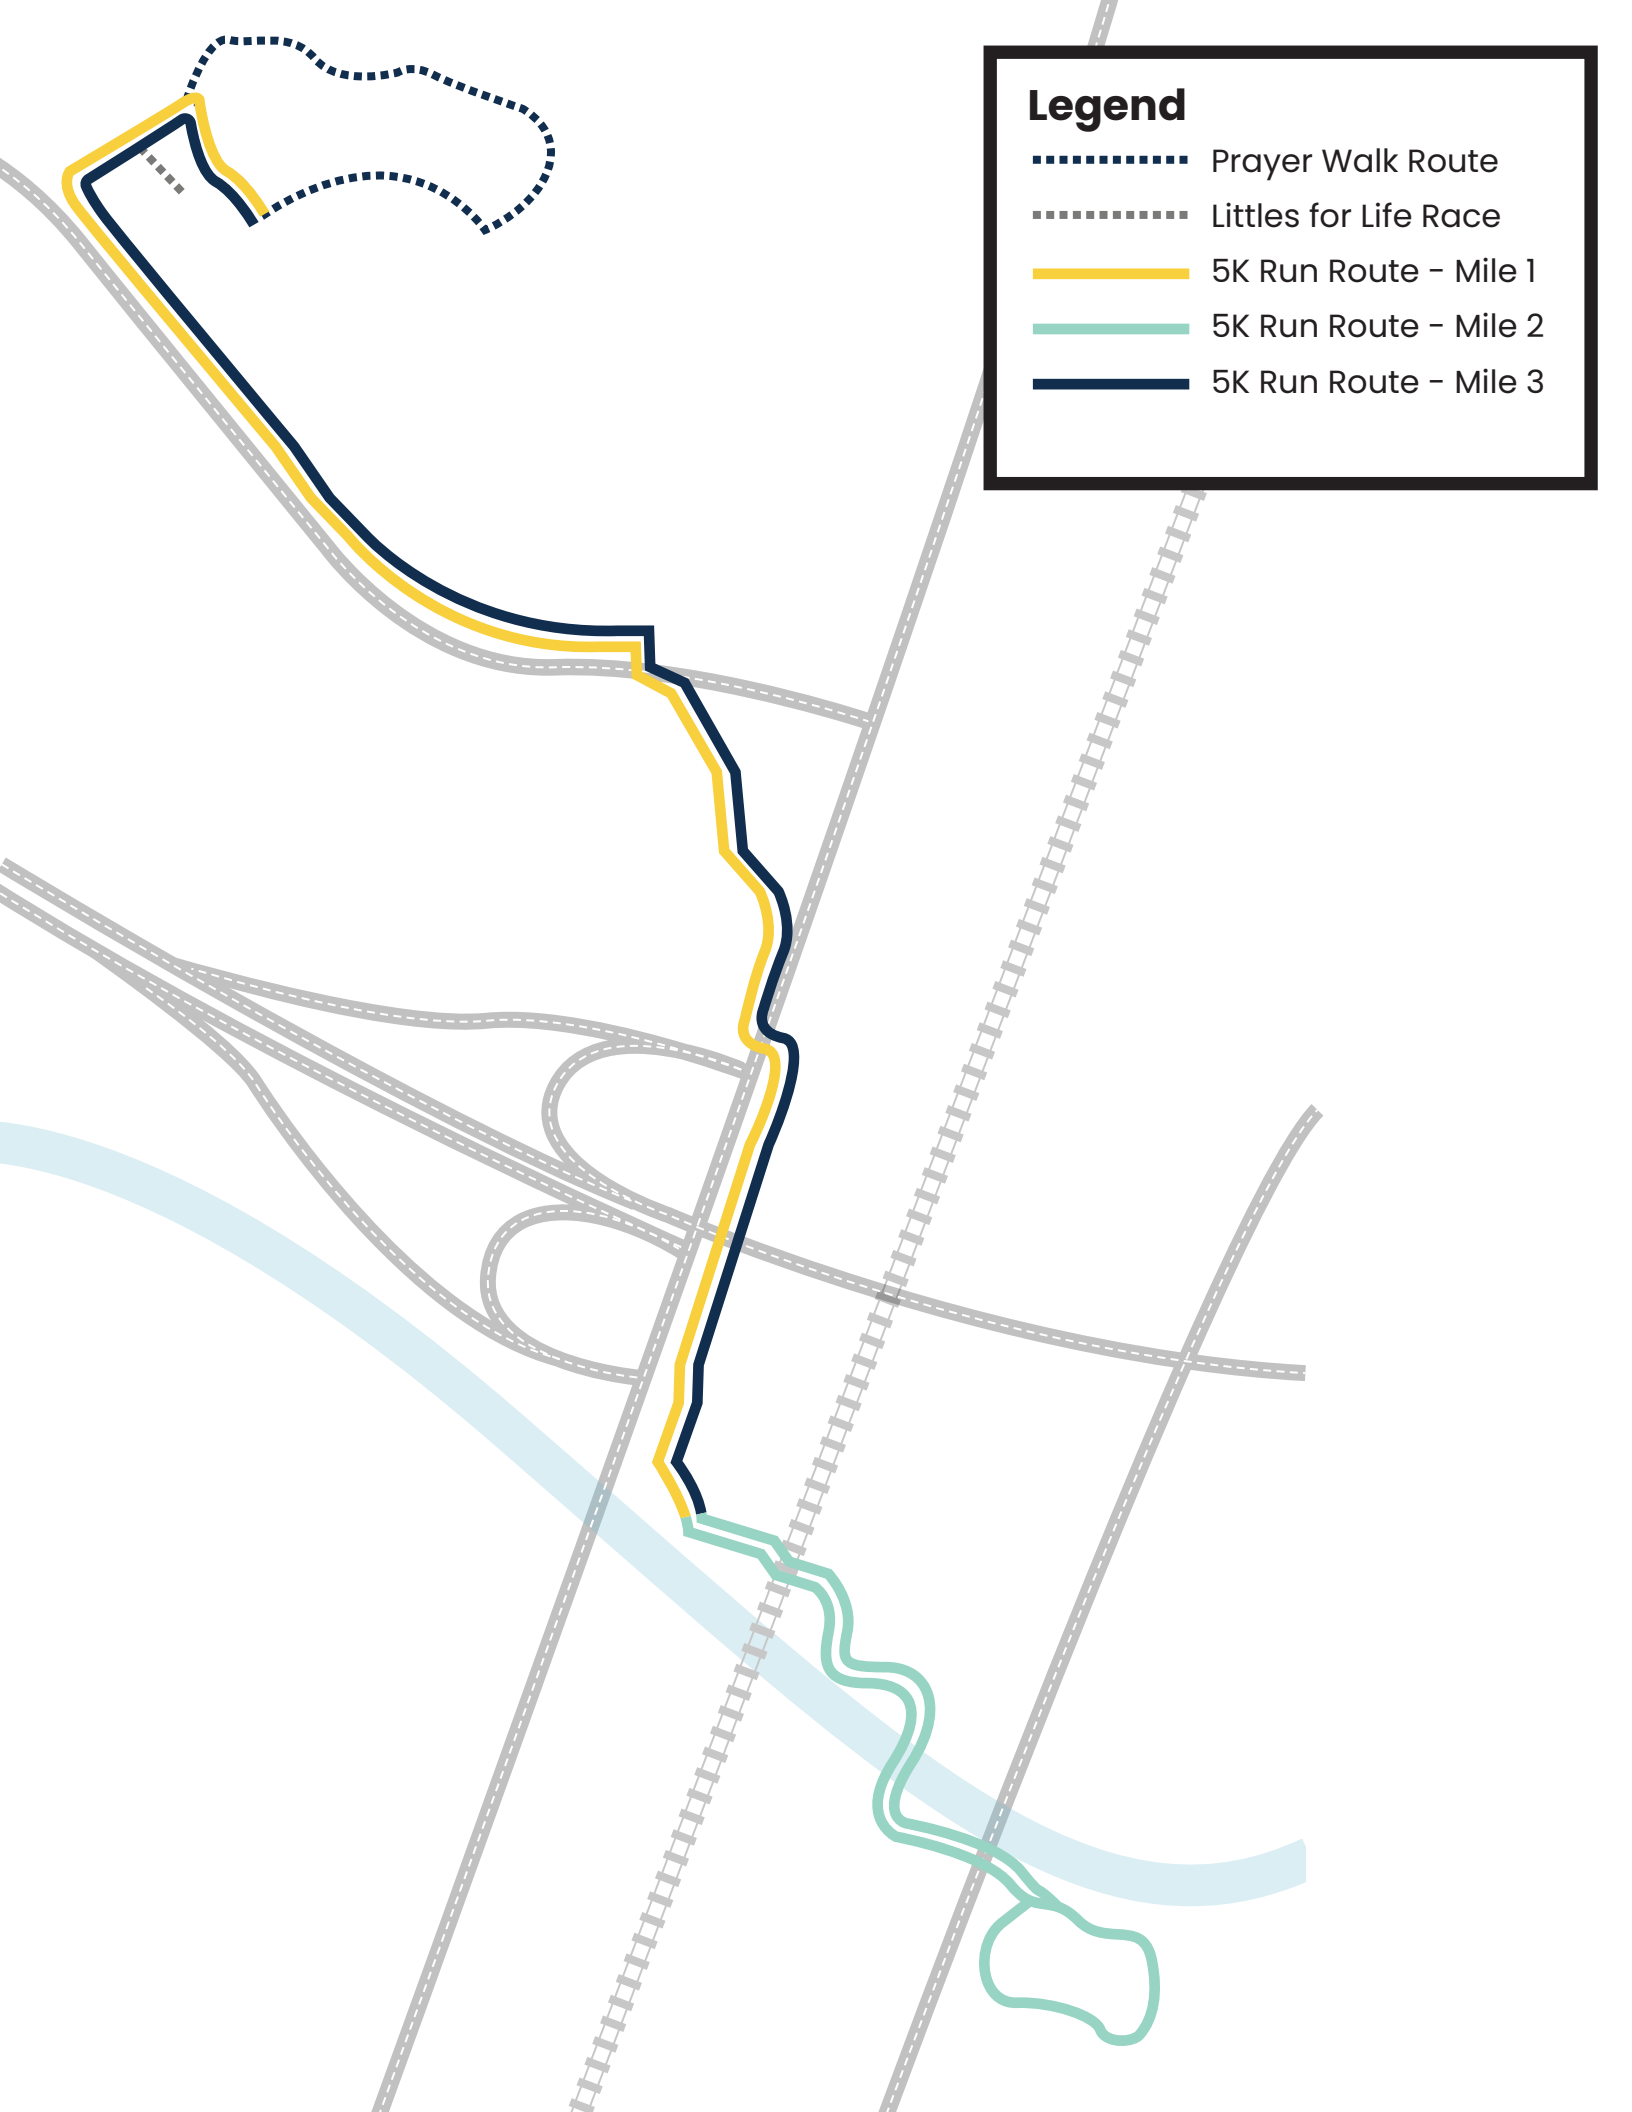 Legend
Prayer Walk Route
Littles for Life Race
5K Run Route - Mile 1
5K Run Route - Mile 2
5K Run Route - Mile 3